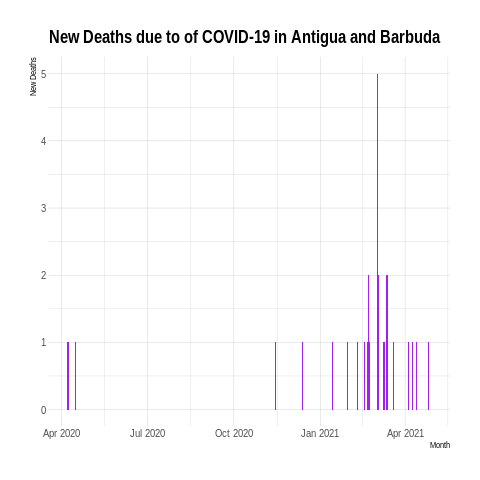 New Deaths due to of COVID-19 in Antigua and Barbuda
New Deaths
5
4
3
2
1
0
Apr 2020 Jul 2020 Oct 2020 Jan 2021 Apr 2021
Month